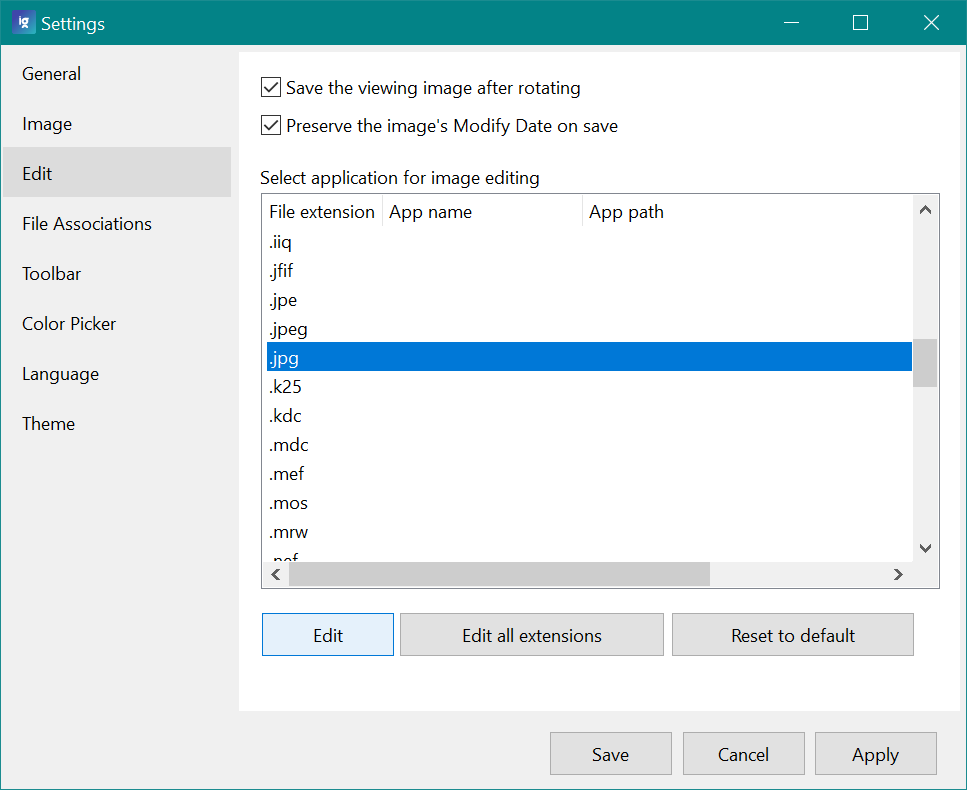 ig
Settings
General
Image
Edit
File Associations
Toolbar
Color Picker
Language
Theme
Save the viewing image after rotating
Preserve the image's Modify Date on save
Select application for image editing
File extension App name App path
.iiq
.jfif
.jpe
.jpeg
.jpg
.k25
.kdc
.mdc
.mef
.mos
.mrw
.nef
Edit Edit all extensions Reset to default
Save Cancel Apply